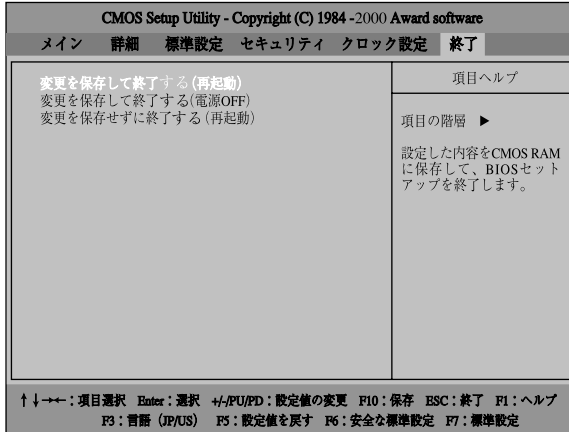 CMOS Setup Utility - Copyright (C) 1984 -2000 Award software
メイン 詳細 標準設定 セキュリティ クロック設定 終了
変更を保存して終了する(再起動)
変更を保存して終了する(電源OFF)
変更を保存せずに終了する(再起動)
項目ヘルプ
項目の階層 ▶
設定した内容をCMOS RAM
に保存して、BIOSセット
アップを終了します。
↑↓→←：項目選択 Enter：選択 +/-/PU/PD：設定値の変更 F10：保存 ESC：終了 F1：ヘルプ
F3：言語（JP/US） F5：設定値を戻す F6：安全な標準設定 F7：標準設定